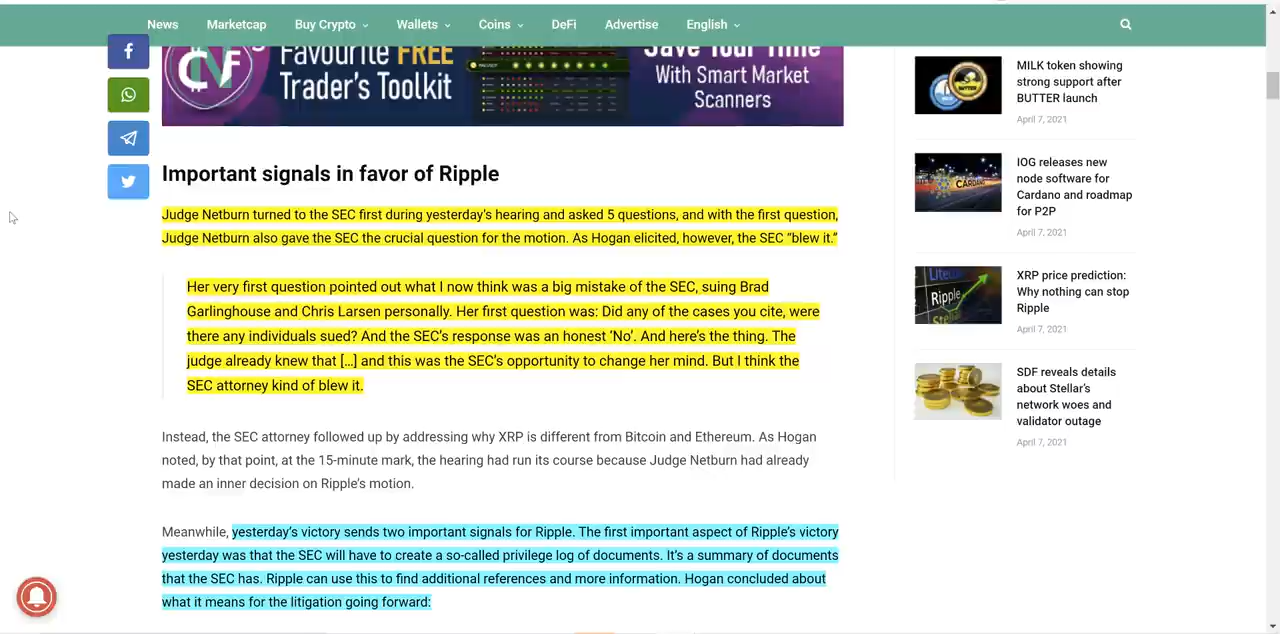 News Marketcap Buy Crypto Wallets Coins DeFi Advertise English
Favourite FREE
Trader's Toolkit
Save Your Time
With Smart Market
Scanners
Important signals in favor of Ripple
Judge Netburn turned to the SEC first during yesterday's hearing and asked 5 questions, and with the first question,
Judge Netburn also gave the SEC the crucial question for the motion. As Hogan elicited, however, the SEC “blew it.”
Her very first question pointed out what I now think was a big mistake of the SEC, suing Brad
Garlinghouse and Chris Larsen personally. Her first question was: Did any of the cases you cite, were
there any individuals sued? And the SEC's response was an honest ‘No’. And here's the thing. The
judge already knew that [...] and this was the SEC's opportunity to change her mind. But I think the
SEC attorney kind of blew it.
Instead, the SEC attorney followed up by addressing why XRP is different from Bitcoin and Ethereum. As Hogan
noted, by that point, at the 15-minute mark, the hearing had run its course because Judge Netburn had already
made an inner decision on Ripple's motion.
Meanwhile, yesterday's victory sends two important signals for Ripple. The first important aspect of Ripple's victory
yesterday was that the SEC will have to create a so-called privilege log of documents. It's a summary of documents
that the SEC has. Ripple can use this to find additional references and more information. Hogan concluded about
what it means for the litigation going forward:
MILK token showing
strong support after
BUTTER launch
April 7, 2021
IOG releases new
node software for
Cardano and roadmap
for P2P
April 7, 2021
XRP price prediction:
Why nothing can stop
Ripple
April 7, 2021
SDF reveals details
about Stellar's
network woes and
validator outage
April 7, 2021
Ripple